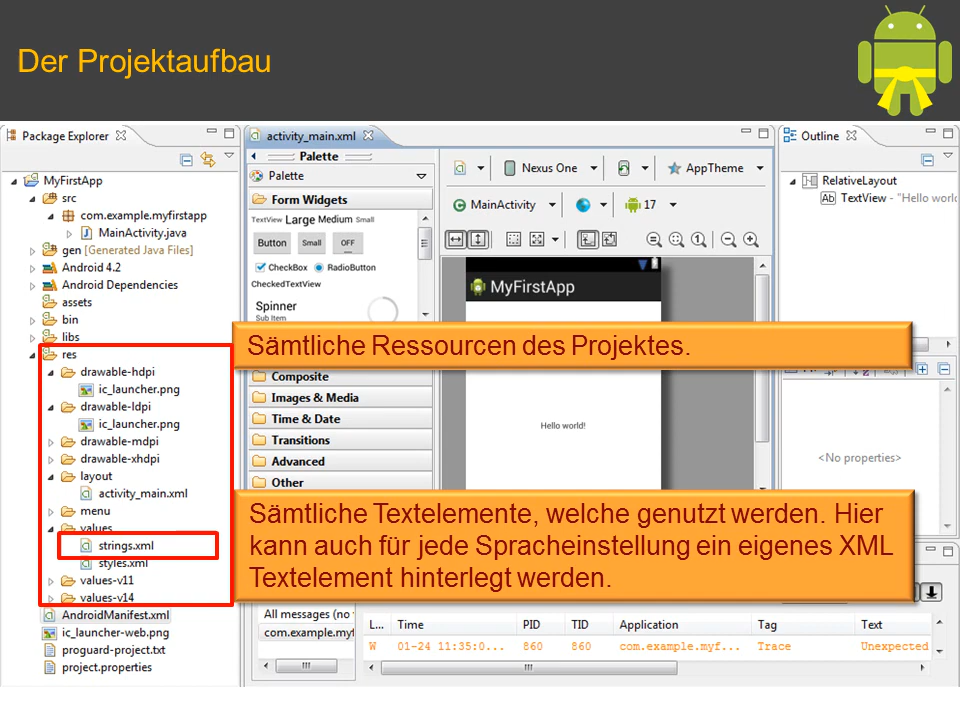 Der Projektaufbau
Package Explorer
MyFirstApp
src
com.example.myfirstapp
MainActivity.java
gen [Generated Java Files]
Android 4.2
Android Dependencies
assets
bin
libs
res
drawable-hdpi
ic_launcher.png
drawable-ldpi
ic_launcher.png
drawable-mdpi
drawable-xhdpi
layout
activity_main.xml
menu
values
strings.xml
styles.xml
values-v11
values-v14
AndroidManifest.xml
ic_launcher-web.png
proguard-project.txt
project.properties
activity_main.xml
Palette
Palette
Form Widgets
TextView Large Medium Small
Button Small OFF
CheckBox RadioButton
CheckedTextView
Spinner
Sub Item
Composite
Images & Media
Time & Date
Transitions
Advanced
Other
Nexus One AppTheme
MainActivity 17
MyFirstApp
Hello world!
Outline
RelativeLayout
Ab TextView - "Hello world
<No properties>
Sämtliche Ressourcen des Projektes.
Sämtliche Textelemente, welche genutzt werden. Hier
kann auch für jede Spracheinstellung ein eigenes XML
Textelement hinterlegt werden.
All messages (no
com.example.myf
L... Time PID TID Application Tag Text
W 01-24 11:35:0... 860 860 com.example.myf... Trace Unexpected